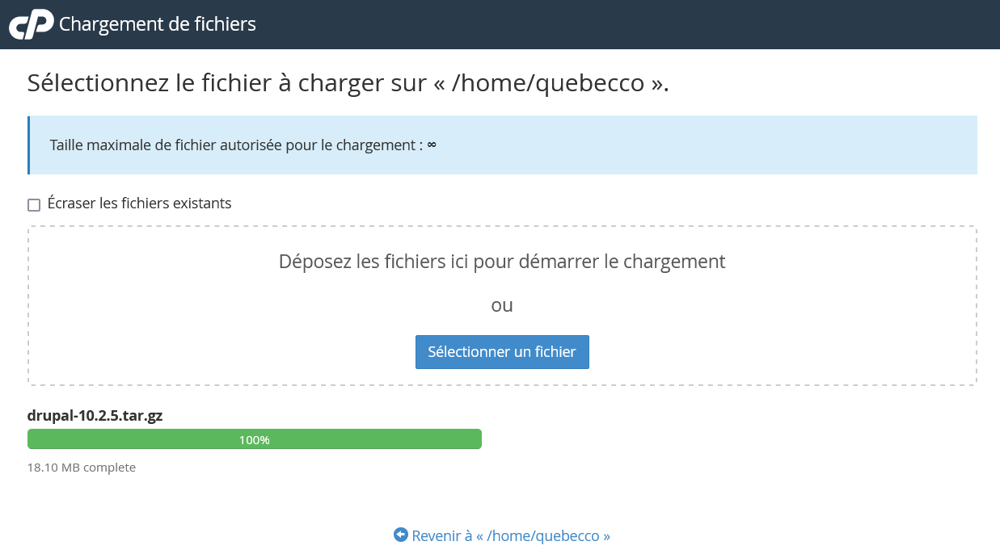 cP Chargement de fichiers
Sélectionnez le fichier à charger sur « /home/quebecco ».
Taille maximale de fichier autorisée pour le chargement : ∞
Écraser les fichiers existants
Déposez les fichiers ici pour démarrer le chargement
ou
Sélectionner un fichier
drupal-10.2.5.tar.gz
100%
18.10 MB complete
Revenir à « /home/quebecco »